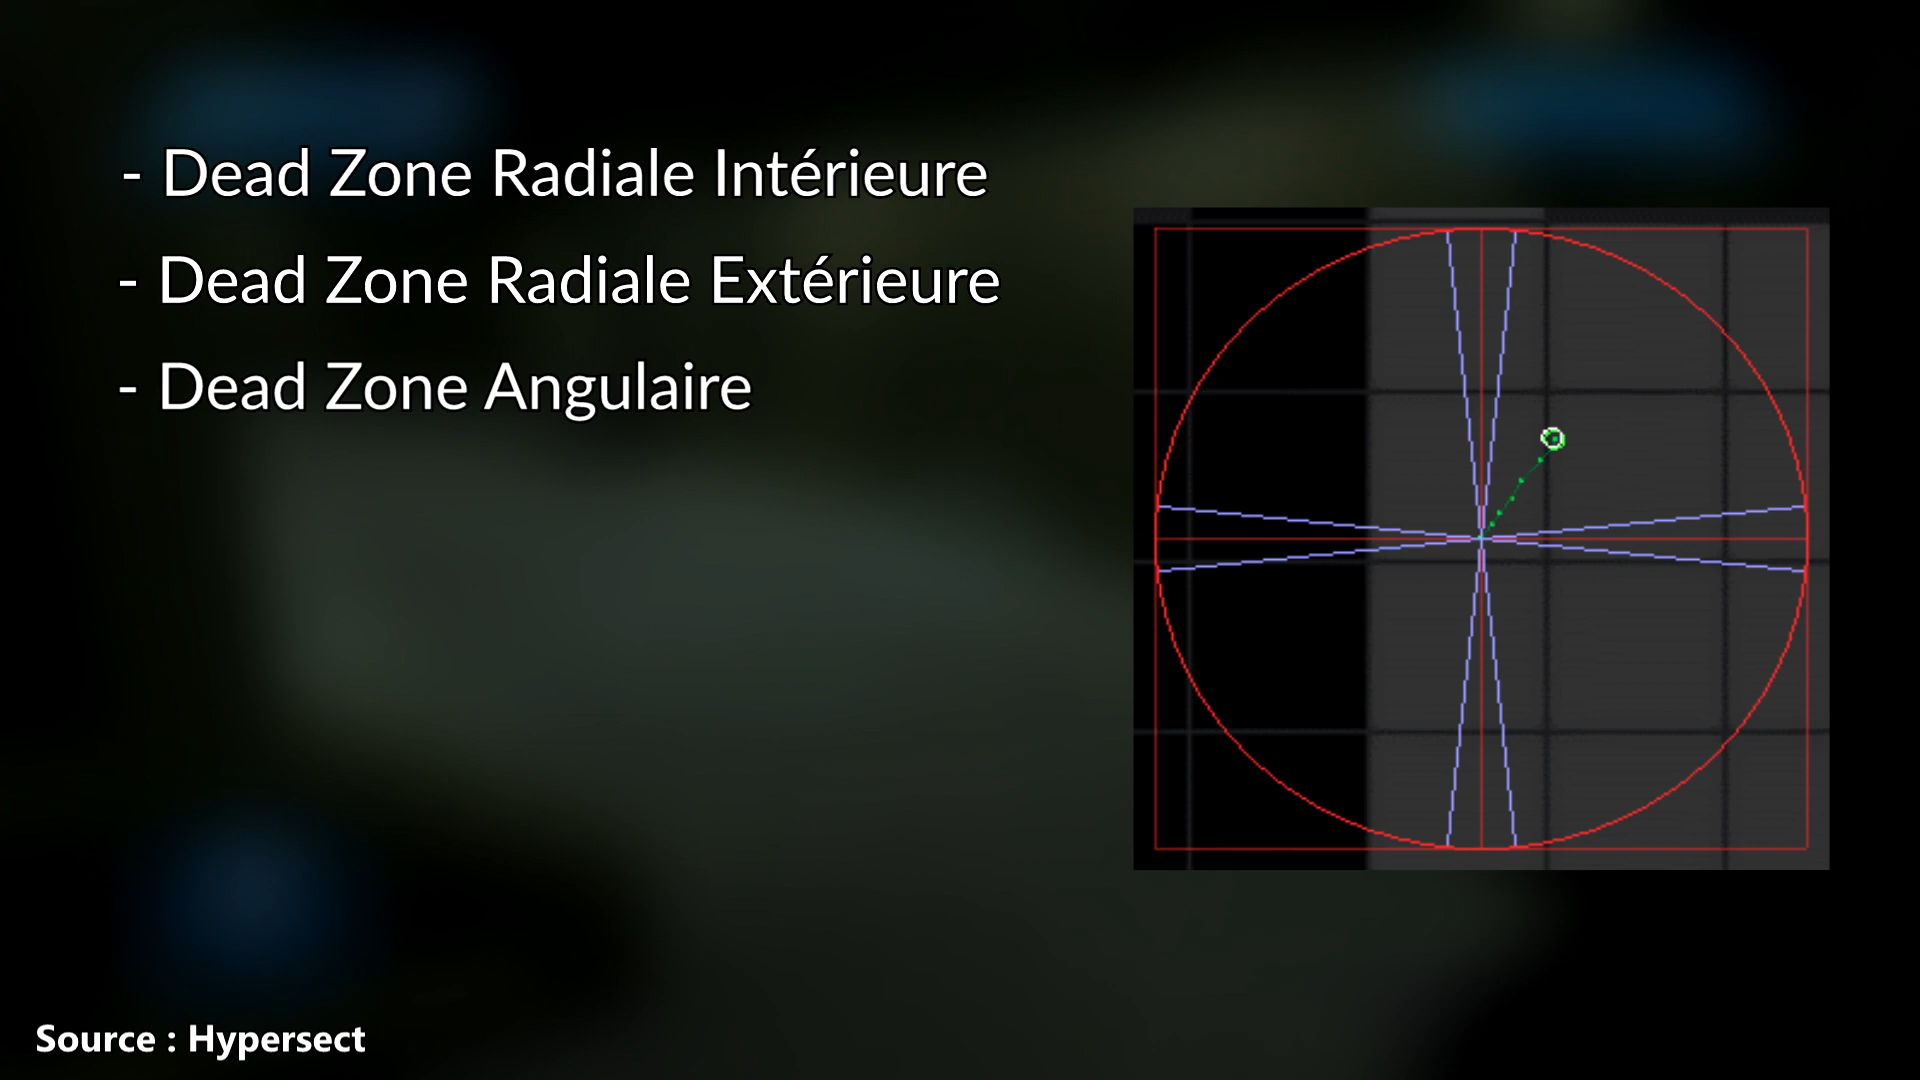 - Dead Zone Radiale Intérieure
- Dead Zone Radiale Extérieure
- Dead Zone Angulaire
Source : Hypersect